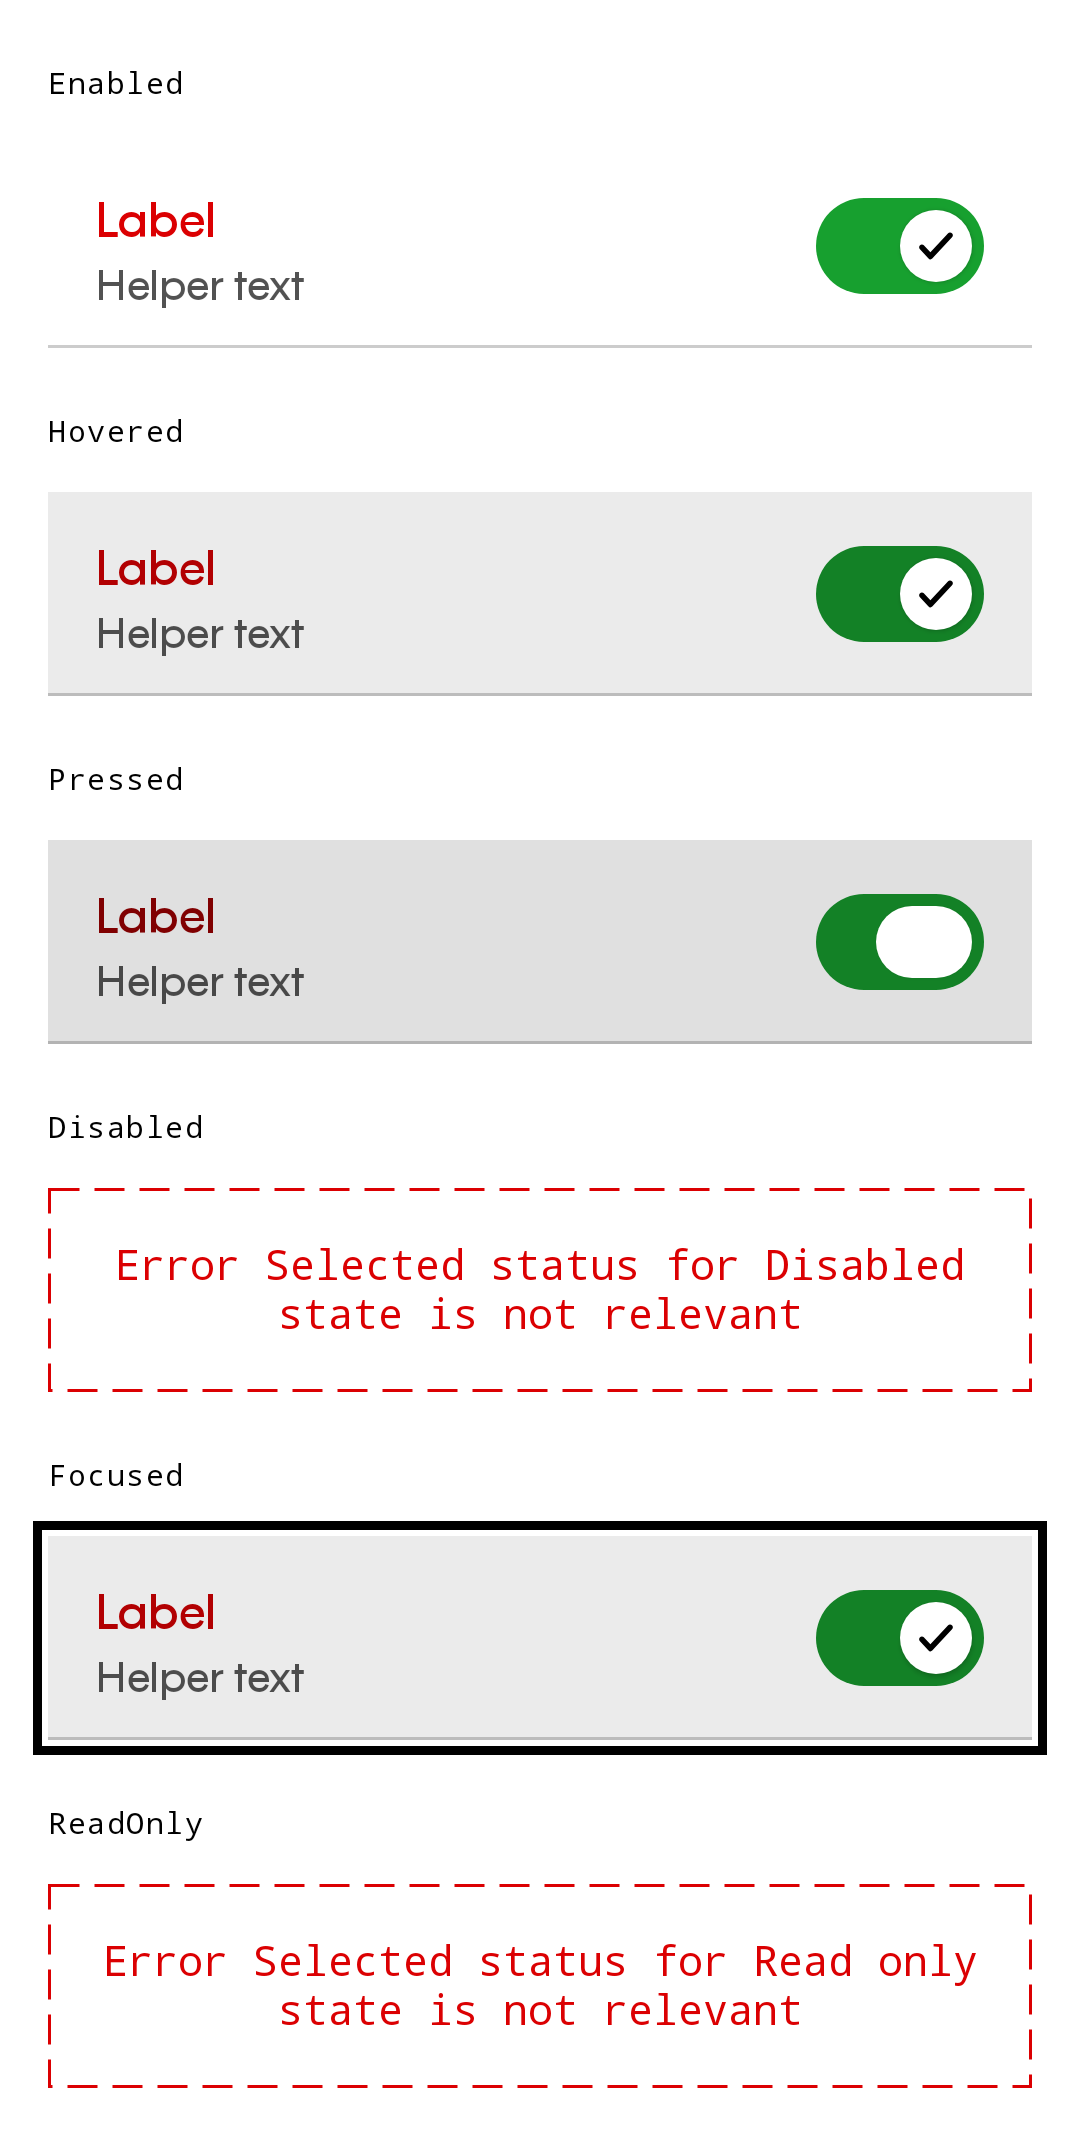 Enabled
Label
Helper text
Hovered
Label
Helper text
Pressed
Label
Helper text
Disabled
Error Selected status for Disabled
state is not relevant
Focused
Label
Helper text
ReadOnly
Error Selected status for Read only
state is not relevant